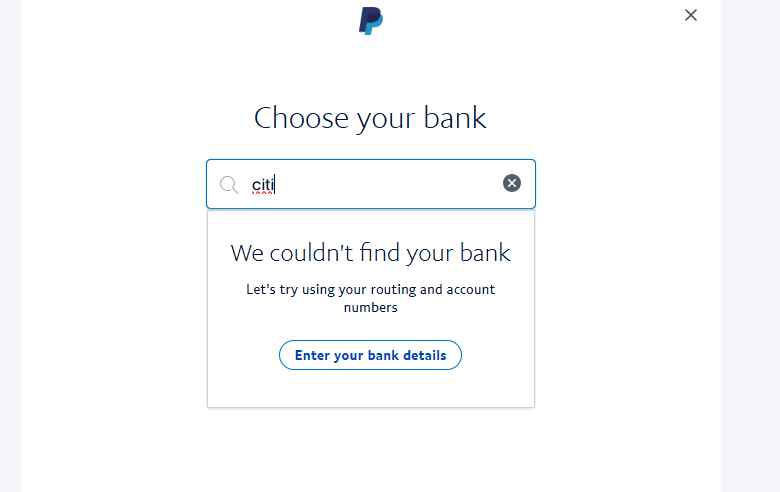 Choose your bank
citi
We couldn't find your bank
Let's try using your routing and account
numbers
Enter your bank details